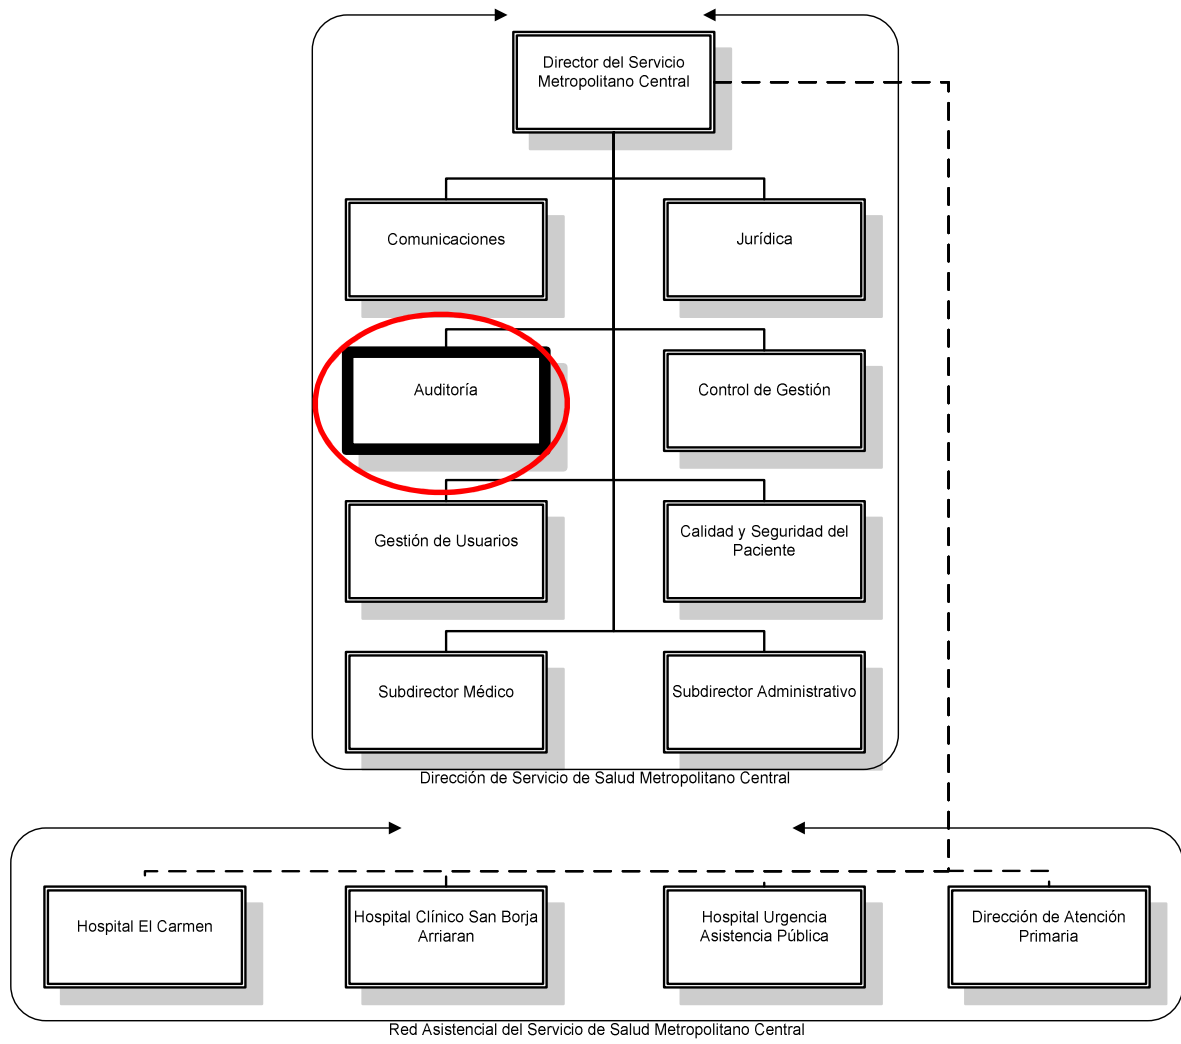 Director del Servicio
Metropolitano Central
Comunicaciones
Jurídica
Auditoría
Control de Gestión
Gestión de Usuarios
Calidad y Seguridad del
Paciente
Subdirector Médico
Subdirector Administrativo
Dirección de Servicio de Salud Metropolitano Central
Hospital El Carmen
Hospital Clínico San Borja
Arriaran
Hospital Urgencia
Asistencia Pública
Dirección de Atención
Primaria
Red Asistencial del Servicio de Salud Metropolitano Central